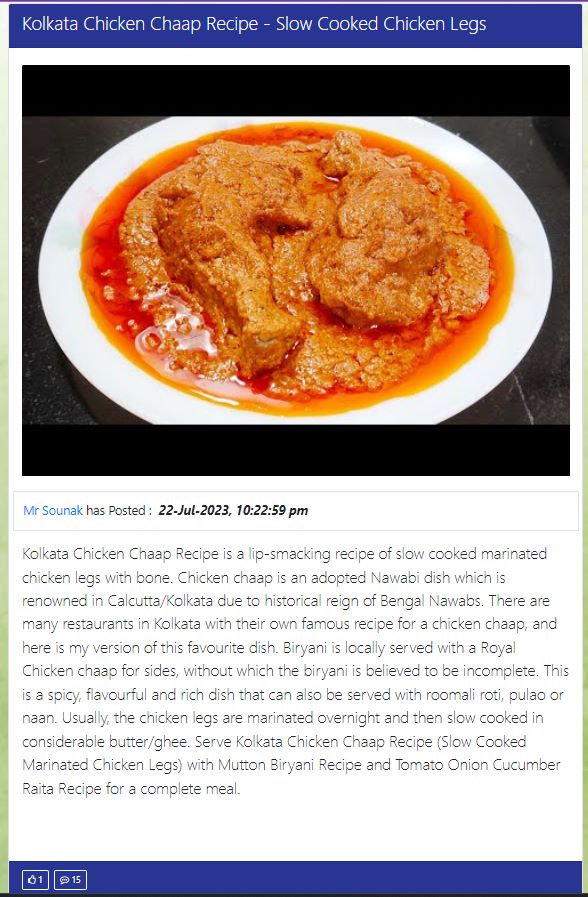 Kolkata Chicken Chaap Recipe - Slow Cooked Chicken Legs
Mr Sounak has Posted : 22-Jul-2023, 10:22:59 pm
Kolkata Chicken Chaap Recipe is a lip-smacking recipe of slow cooked marinated
chicken legs with bone. Chicken chaap is an adopted Nawabi dish which is
renowned in Calcutta/Kolkata due to historical reign of Bengal Nawabs. There are
many restaurants in Kolkata with their own famous recipe for a chicken chaap, and
here is my version of this favourite dish. Biryani is locally served with a Royal
Chicken chaap for sides, without which the biryani is believed to be incomplete. This
is a spicy, flavourful and rich dish that can also be served with roomali roti, pulao or
naan. Usually, the chicken legs are marinated overnight and then slow cooked in
considerable butter/ghee. Serve Kolkata Chicken Chaap Recipe (Slow Cooked
Marinated Chicken Legs) with Mutton Biryani Recipe and Tomato Onion Cucumber
Raita Recipe for a complete meal.
1 15